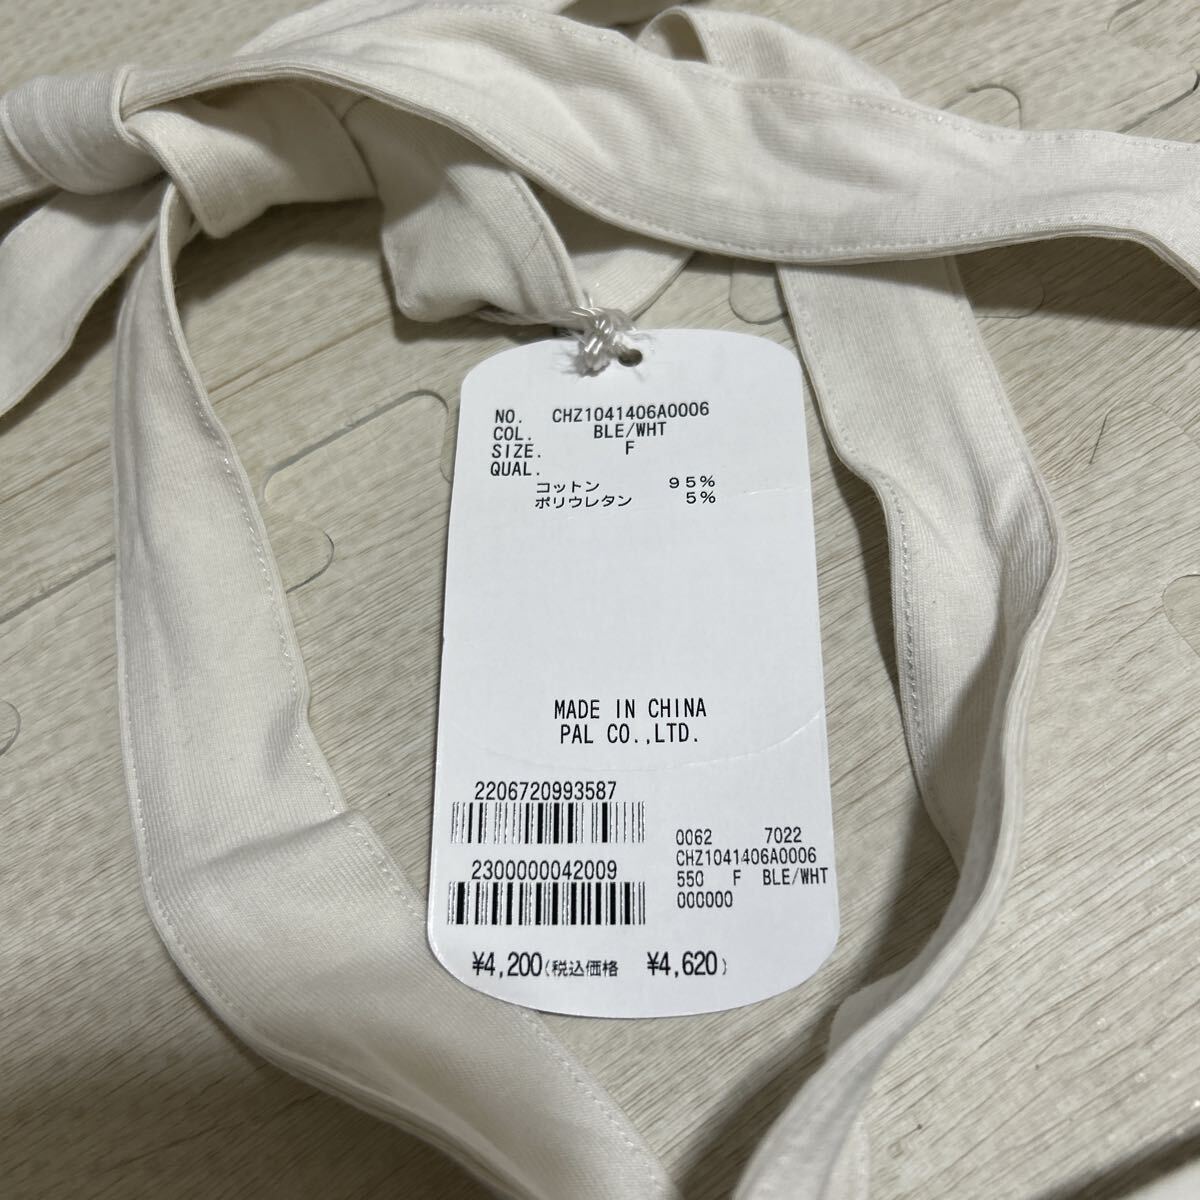 NO. CHZ1041406A0006
COL. BLE/WHT
SIZE. F
QUAL.
コットン 95%
ポリウレタン 5%
MADE IN CHINA
PAL CO.,LTD.
2206720993587
2300000042009
0062 7022
CHZ1041406A0006
550 F BLE/WHT
000000
¥4,200(税込価格 ¥4,620)